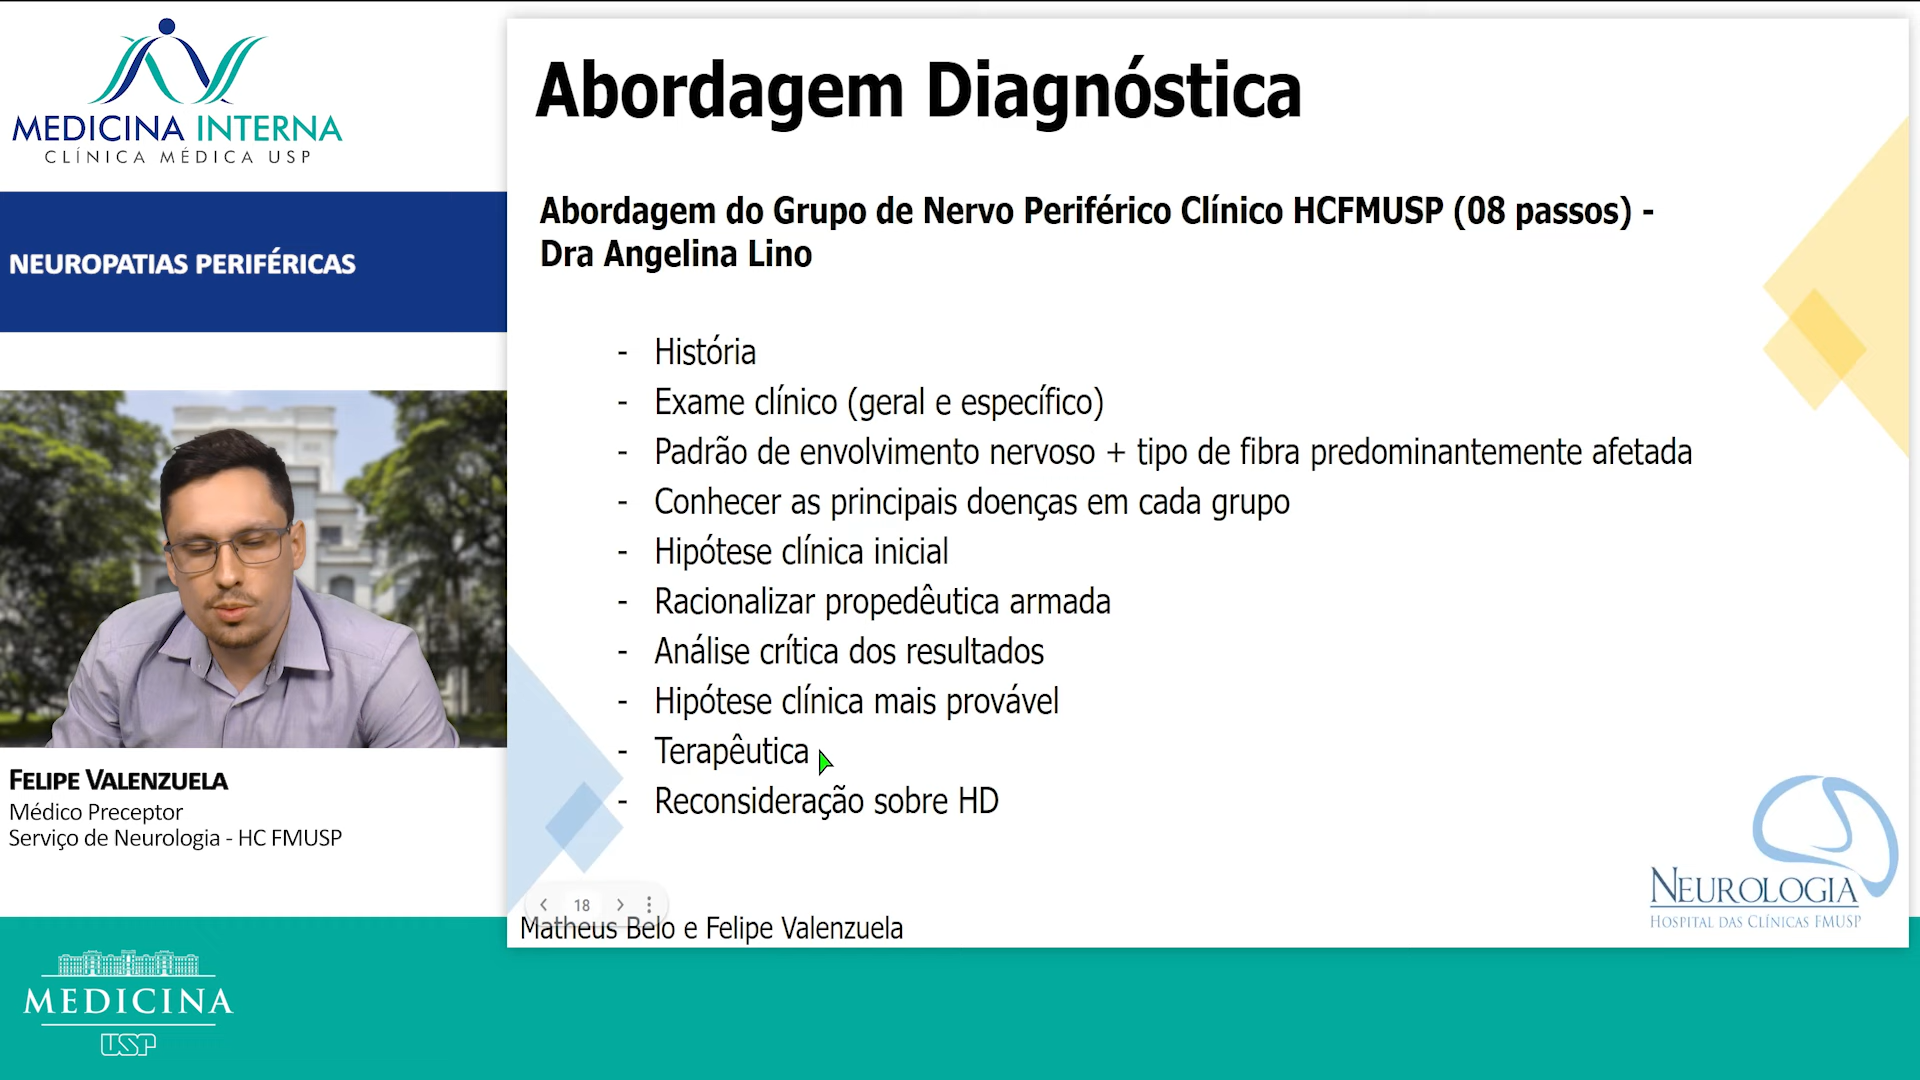 MEDICINA INTERNA
CLÍNICA MÉDICA USP
NEUROPATIAS PERIFÉRICAS
FELIPE VALENZUELA
Médico Preceptor
Serviço de Neurologia - HC FMUSP
MEDICINA
USP
Abordagem Diagnóstica
Abordagem do Grupo de Nervo Periférico Clínico HCFMUSP (08 passos) -
Dra Angelina Lino
- História
- Exame clínico (geral e específico)
- Padrão de envolvimento nervoso + tipo de fibra predominantemente afetada
- Conhecer as principais doenças em cada grupo
- Hipótese clínica inicial
- Racionalizar propedêutica armada
- Análise crítica dos resultados
- Hipótese clínica mais provável
- Terapêutica
- Reconsideração sobre HD
18
Matheus Belo e Felipe Valenzuela
NEUROLOGIA
HOSPITAL DAS CLÍNICAS FMUSP